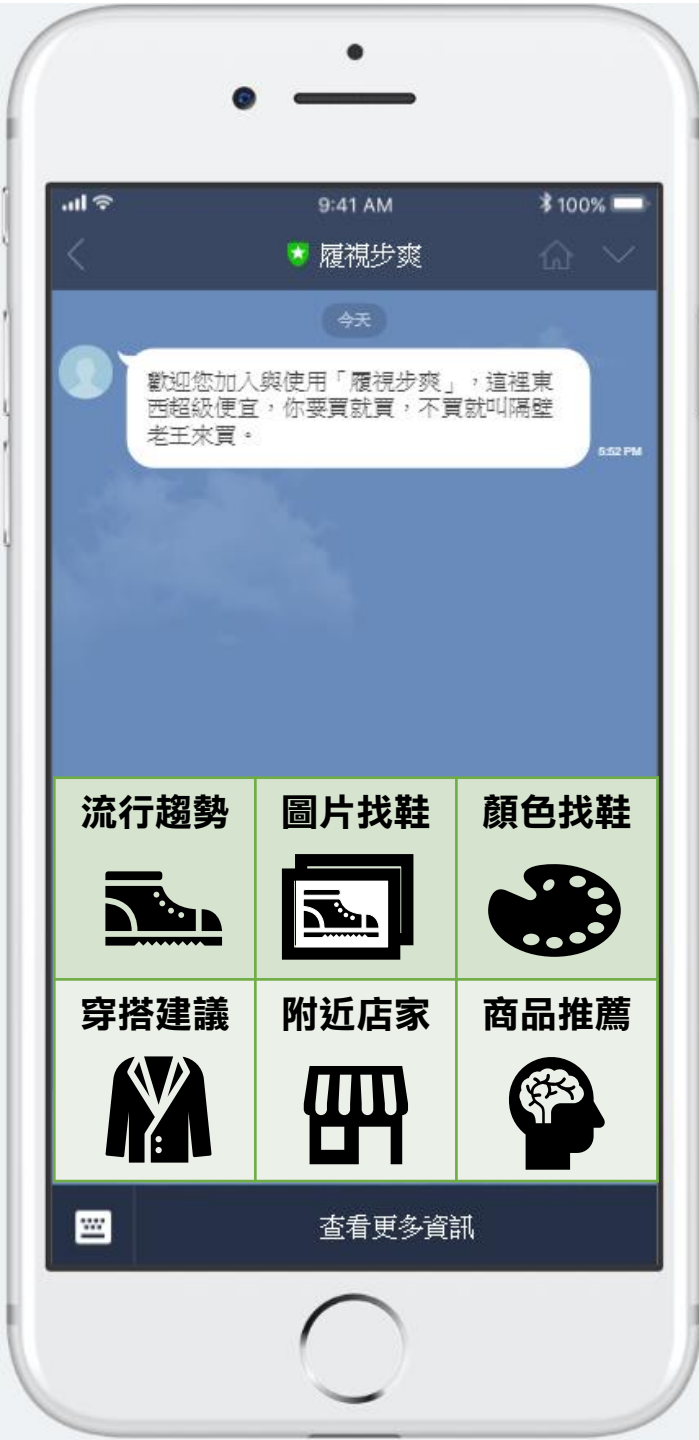 9:41 AM
100%
履視步爽
今天
歡迎您加入與使用「履視步爽」，這裡東
西超級便宜，你要買就買，不買就叫隔壁
老王來買。
5:52 PM
流行趨勢 圖片找鞋 顏色找鞋
穿搭建議 附近店家 商品推薦
查看更多資訊